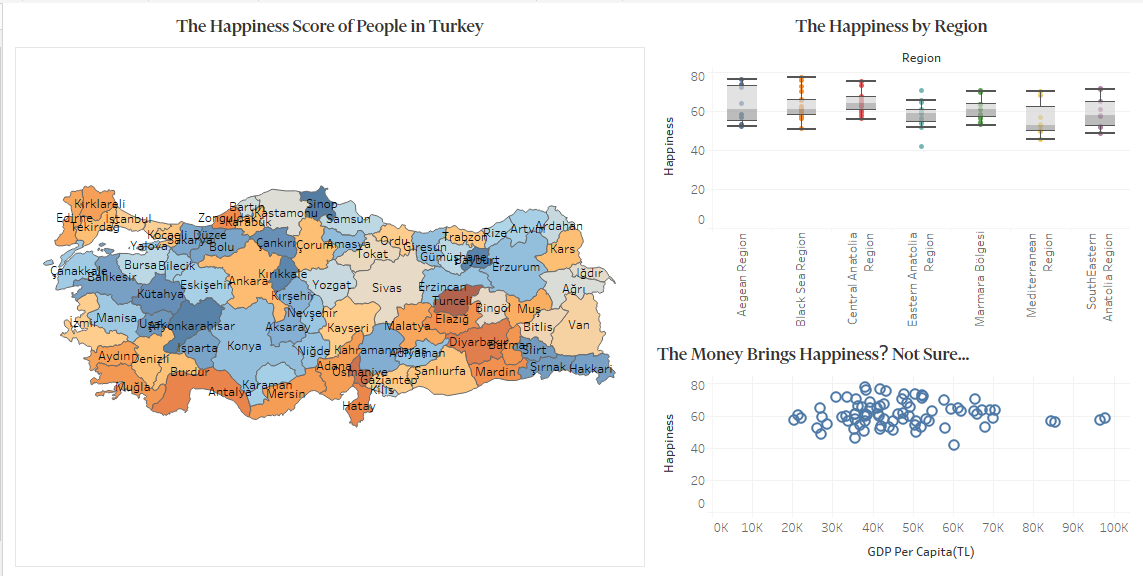 The Happiness Score of People in Turkey
Kırklareli
Edirne
Tekirdağ
İstanbul
Kocaeli
Yalova
Sakarya
Düzce
Bolu
Zonguldak
Bartın
Karabük
Kastamonu
Sinop
Samsun
Çankırı
Çorum
Amasya
Ordu
Tokat
Giresun
Trabzon
Rize
Artvin
Ardahan
Gümüşhane
Bayburt
Kars
Erzurum
Iğdır
Ağrı
Çanakkale
Balıkesir
Bursa
Bilecik
Kütahya
Eskişehir
Ankara
Kırıkkale
Kırşehir
Yozgat
Sivas
Erzincan
Tunceli
Bingöl
Muş
Bitlis
Van
İzmir
Manisa
Uşak
Afyonkarahisar
Konya
Aksaray
Nevşehir
Kayseri
Malatya
Elazığ
Diyarbakır
Batman
Siirt
Şırnak
Hakkari
Mardin
Aydın
Denizli
Isparta
Burdur
Muğla
Antalya
Karaman
Mersin
Niğde
Adana
Kahramanmaraş
Osmaniye
Adıyaman
Gaziantep
Şanlıurfa
Kilis
Hatay
The Happiness by Region
Region
Happiness
80
60
40
20
0
Aegean Region
Black Sea Region
Central Anatolia
Region
Eastern Anatolia
Region
Marmara Bölgesi
Mediterranean
Region
SouthEastern
Anatolia Region
The Money Brings Happiness? Not Sure...
Happiness
80
60
40
20
0
0K 10K 20K 30K 40K 50K 60K 70K 80K 90K 100K
GDP Per Capita(TL)